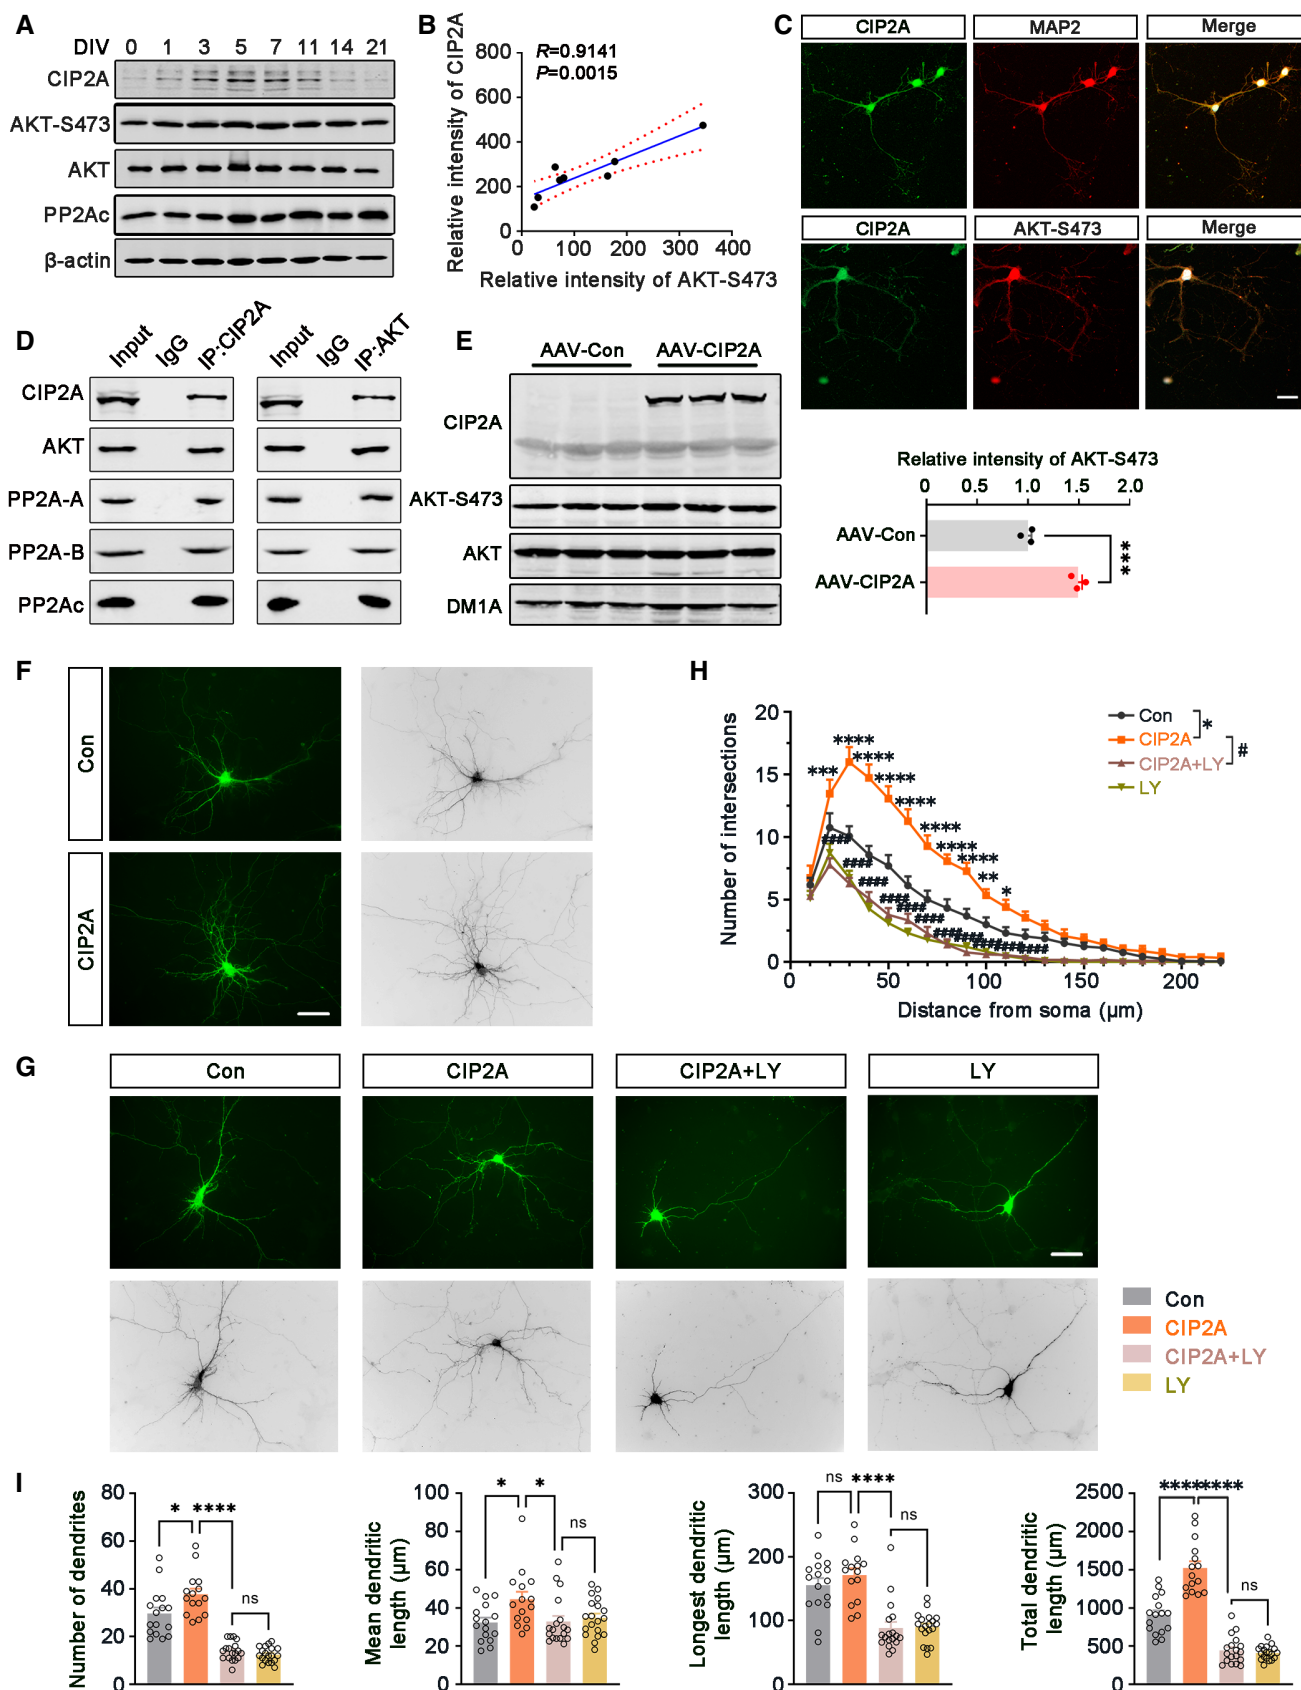 A
DIV 0 1 3 5 7 11 14 21
CIP2A
AKT-S473
AKT
PP2Ac
β-actin
B
Relative intensity of CIP2A
800
600
400
200
0
R=0.9141
P=0.0015
0 100 200 300 400
Relative intensity of AKT-S473
C
CIP2A MAP2 Merge
CIP2A AKT-S473 Merge
D
Input IgG IP:CIP2A Input IgG IP:AKT
CIP2A
AKT
PP2A-A
PP2A-B
PP2Ac
E
AAV-Con AAV-CIP2A
CIP2A
AKT-S473
AKT
DM1A
Relative intensity of AKT-S473
0 0.5 1.0 1.5 2.0
AAV-Con
AAV-CIP2A
***
F
Con
CIP2A
H
Number of intersections
20
15
10
5
0
0 50 100 150 200
Distance from soma (µm)
Con
CIP2A
CIP2A+LY
LY
*
#
***
****
****
****
****
****
****
****
**
*
####
####
####
####
####
####
####
####
####
####
####
G
Con CIP2A CIP2A+LY LY
Con
CIP2A
CIP2A+LY
LY
I
Number of dendrites
80
60
40
20
0
* ****
ns
Mean dendritic
length (µm)
100
80
60
40
20
0
* *
ns
Longest dendritic
length (µm)
300
200
100
0
ns ****
ns
Total dendritic
length (µm)
2500
2000
1500
1000
500
0
**** ****
ns